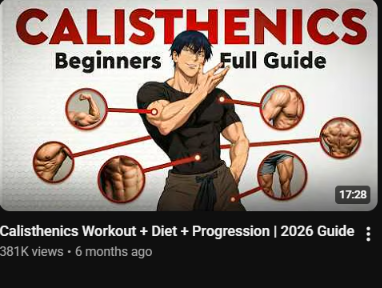 CALISTHENICS
Beginners Full Guide
17:28
Calisthenics Workout + Diet + Progression | 2026 Guide
381K views • 6 months ago